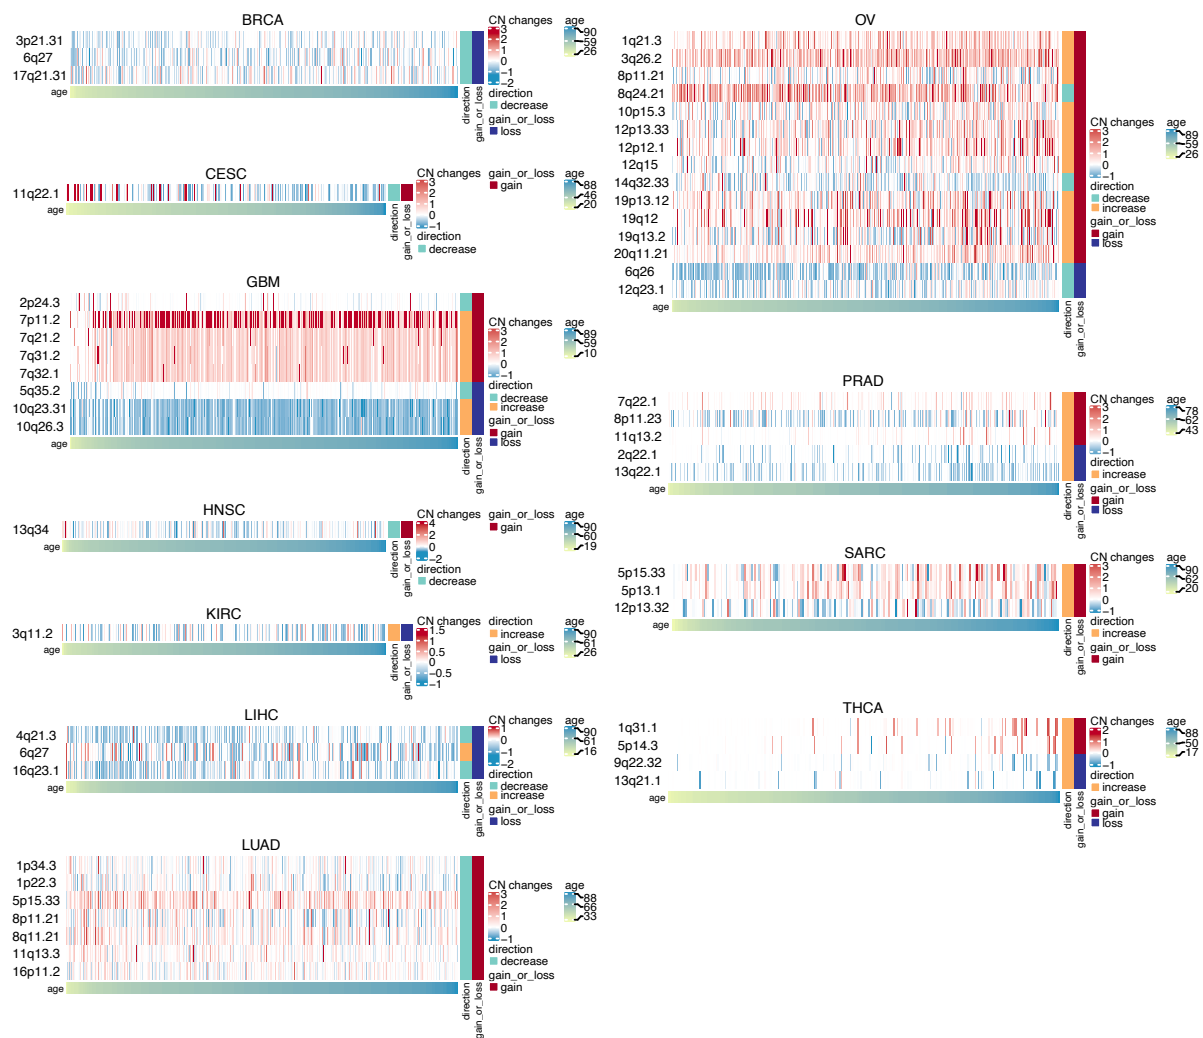 BRCA
3p21.31
6q27
17q21.31
age
direction
gain_or_loss
CN changes
3
2
1
0
−1
−2
direction
decrease
gain_or_loss
loss
age
90
59
26
CESC
11q22.1
age
direction
gain_or_loss
CN changes
3
2
1
0
−1
direction
decrease
gain_or_loss
gain
age
88
46
20
GBM
2p24.3
7p11.2
7q21.2
7q31.2
7q32.1
5q35.2
10q23.31
10q26.3
age
direction
gain_or_loss
CN changes
3
2
1
0
−1
direction
decrease
increase
gain_or_loss
gain
loss
age
89
59
10
HNSC
13q34
age
direction
gain_or_loss
CN changes
4
2
0
−2
direction
decrease
gain_or_loss
gain
age
90
60
19
KIRC
3q11.2
age
direction
gain_or_loss
CN changes
1.5
1
0.5
0
−0.5
−1
direction
increase
gain_or_loss
loss
age
90
61
26
LIHC
4q21.3
6q27
16q23.1
age
direction
gain_or_loss
CN changes
1
0
−1
−2
direction
decrease
increase
gain_or_loss
loss
age
90
61
16
LUAD
1p34.3
1p22.3
5p15.33
8p11.21
8q11.21
11q13.3
16p11.2
age
direction
gain_or_loss
CN changes
3
2
1
0
−1
direction
decrease
gain_or_loss
gain
age
88
66
33
OV
1q21.3
3q26.2
8p11.21
8q24.21
10p15.3
12p13.33
12p12.1
12q15
14q32.33
19p13.12
19q12
19q13.2
20q11.21
6q26
12q23.1
age
direction
gain_or_loss
CN changes
3
2
1
0
−1
direction
decrease
increase
gain_or_loss
gain
loss
age
89
59
26
PRAD
7q22.1
8p11.23
11q13.2
2q22.1
13q22.1
age
direction
gain_or_loss
CN changes
3
2
1
0
−1
direction
increase
gain_or_loss
gain
loss
age
78
62
43
SARC
5p15.33
5p13.1
12p13.32
age
direction
gain_or_loss
CN changes
3
2
1
0
−1
direction
increase
gain_or_loss
gain
age
90
62
20
THCA
1q31.1
5p14.3
9q22.32
13q21.1
age
direction
gain_or_loss
CN changes
2
1
0
−1
direction
increase
gain_or_loss
gain
loss
age
88
50
17